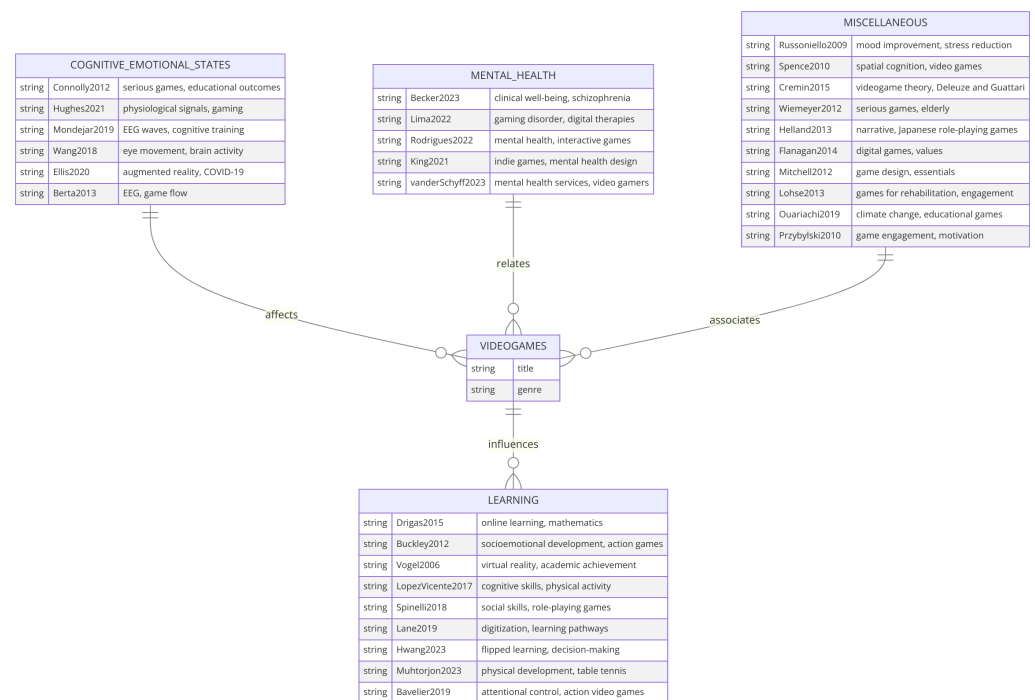 COGNITIVE_EMOTIONAL_STATES
string Connolly2012 serious games, educational outcomes
string Hughes2021 physiological signals, gaming
string Mondejar2019 EEG waves, cognitive training
string Wang2018 eye movement, brain activity
string Ellis2020 augmented reality, COVID-19
string Berta2013 EEG, game flow
MENTAL_HEALTH
string Becker2023 clinical well-being, schizophrenia
string Lima2022 gaming disorder, digital therapies
string Rodrigues2022 mental health, interactive games
string King2021 indie games, mental health design
string vanderSchyff2023 mental health services, video gamers
MISCELLANEOUS
string Russoniello2009 mood improvement, stress reduction
string Spence2010 spatial cognition, video games
string Cremin2015 videogame theory, Deleuze and Guattari
string Wiemeyer2012 serious games, elderly
string Helland2013 narrative, Japanese role-playing games
string Flanagan2014 digital games, values
string Mitchell2012 game design, essentials
string Lohse2013 games for rehabilitation, engagement
string Ouariachi2019 climate change, educational games
string Przybylski2010 game engagement, motivation
affects
relates
associates
VIDEOGAMES
string title
string genre
influences
LEARNING
string Drigas2015 online learning, mathematics
string Buckley2012 socioemotional development, action games
string Vogel2006 virtual reality, academic achievement
string LopezVicente2017 cognitive skills, physical activity
string Spinelli2018 social skills, role-playing games
string Lane2019 digitization, learning pathways
string Hwang2023 flipped learning, decision-making
string Muhtorjon2023 physical development, table tennis
string Bavelier2019 attentional control, action video games